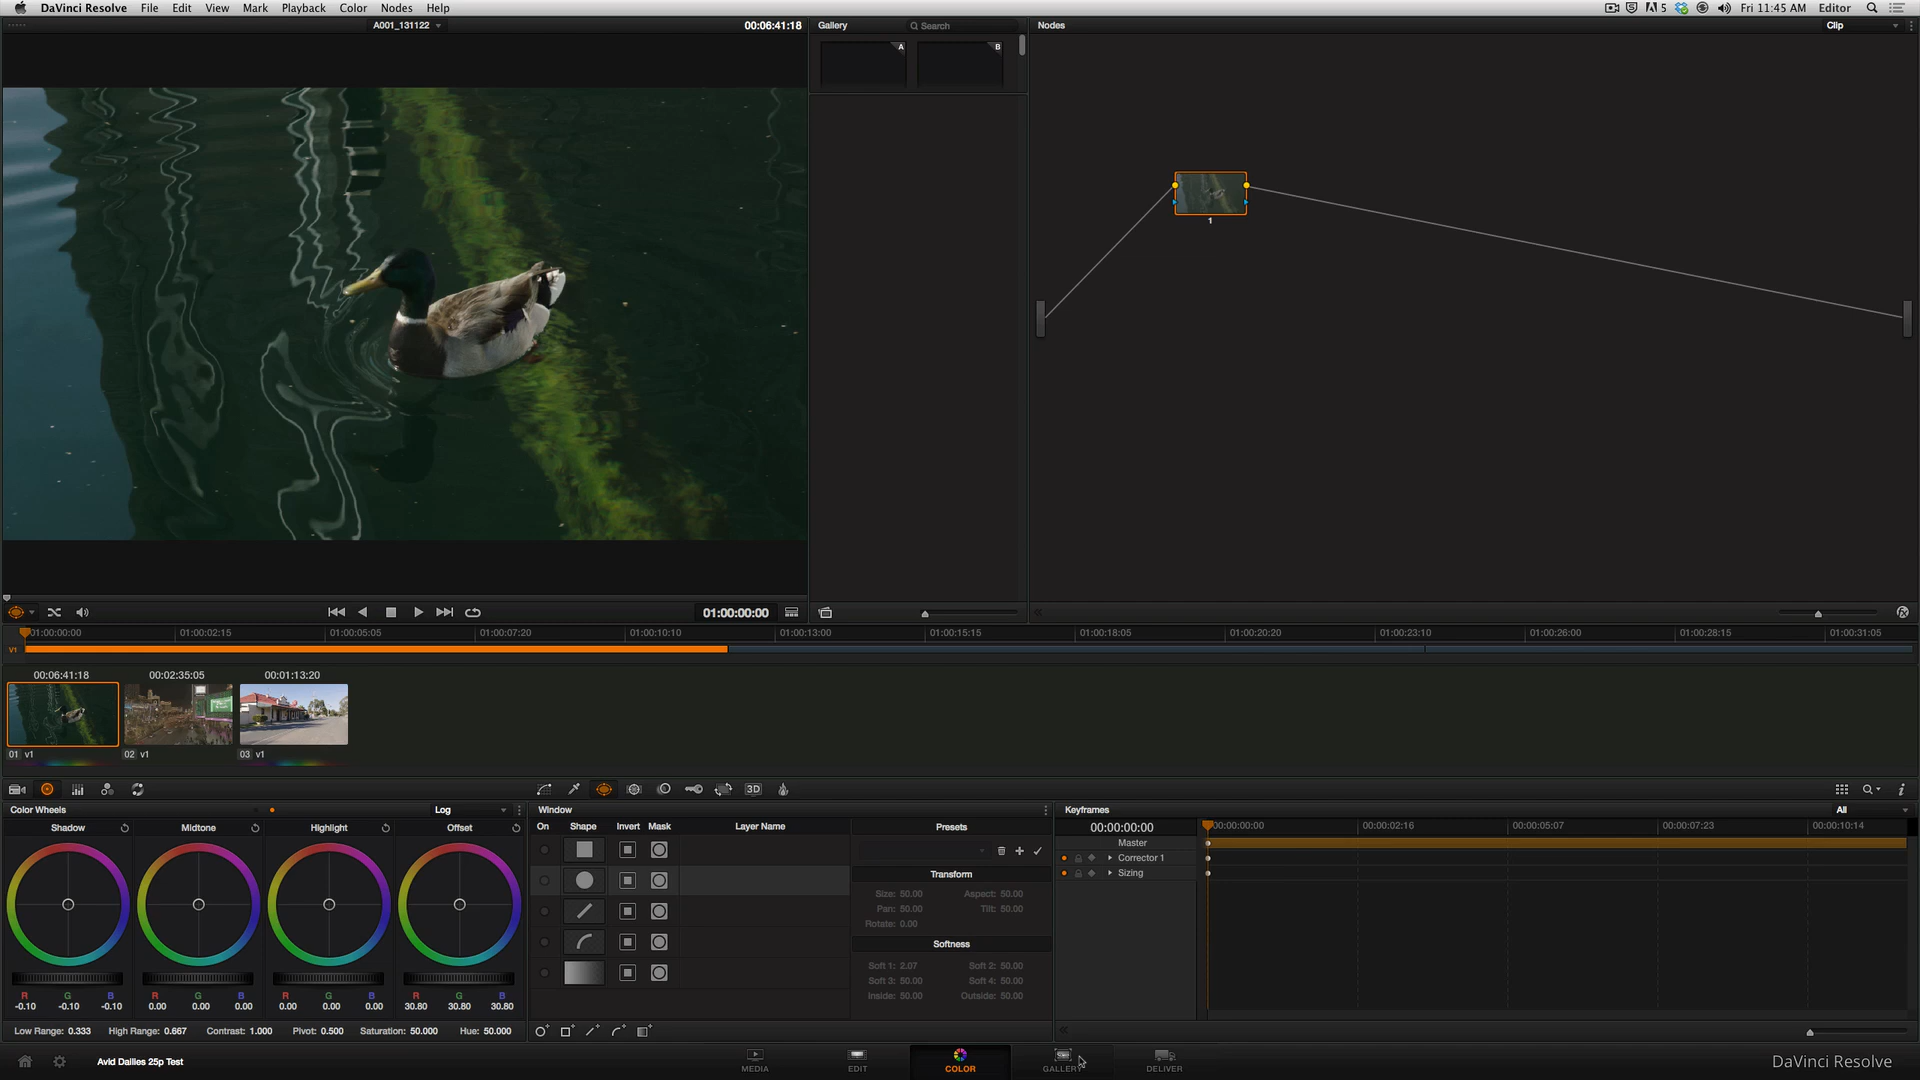 DaVinci Resolve File Edit View Mark Playback Color Nodes Help
5 Fri 11:45 AM Editor
A001_131122 00:06:41:18
Gallery Search
A B
Nodes Clip
1
01:00:00:00
01:00:00:00 01:00:02:15 01:00:05:05 01:00:07:20 01:00:10:10 01:00:13:00 01:00:15:15 01:00:18:05 01:00:20:20 01:00:23:10 01:00:26:00 01:00:28:15 01:00:31:05
V1
00:06:41:18 00:02:35:05 00:01:13:20
01 v1 02 v1 03 v1
3D
Color Wheels Log
Shadow Midtone Highlight Offset
R G B R G B R G B R G B
-0.10 -0.10 -0.10 0.00 0.00 0.00 0.00 0.00 0.00 30.80 30.80 30.80
Low Range: 0.333 High Range: 0.667 Contrast: 1.000 Pivot: 0.500 Saturation: 50.000 Hue: 50.000
Window
On Shape Invert Mask Layer Name Presets
Transform
Size: 50.00 Aspect: 50.00
Pan: 50.00 Tilt: 50.00
Rotate: 0.00
Softness
Soft 1: 2.07 Soft 2: 50.00
Soft 3: 50.00 Soft 4: 50.00
Inside: 50.00 Outside: 50.00
Keyframes All
00:00:00:00 00:00:00:00 00:00:02:16 00:00:05:07 00:00:07:23 00:00:10:14
Master
Corrector 1
Sizing
Avid Dailies 25p Test
MEDIA EDIT COLOR GALLERY DELIVER
DaVinci Resolve